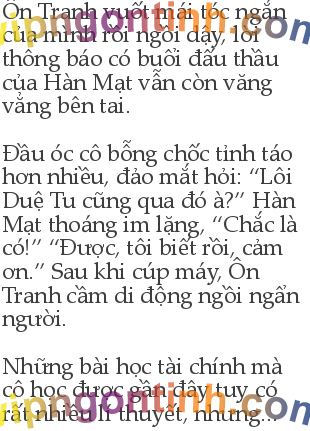 Ôn Tranh vuốt mái tóc ngắn
của mình rồi ngồi dậy, lời
thông báo có buổi đấu thầu
của Hàn Mạt vẫn còn văng
vẳng bên tai.
Đầu óc cô bỗng chốc tỉnh táo
hơn nhiều, đảo mắt hỏi: “Lôi
Duệ Tu cũng qua đó à?” Hàn
Mạt thoáng im lặng, “Chắc là
có!” “Được, tôi biết rồi, cảm
ơn.” Sau khi cúp máy, Ôn
Tranh cầm di động ngồi ngẩn
người.
Những bài học tài chính mà
cô học được gần đây tuy có
rất nhiều lí thuyết, nhưng...